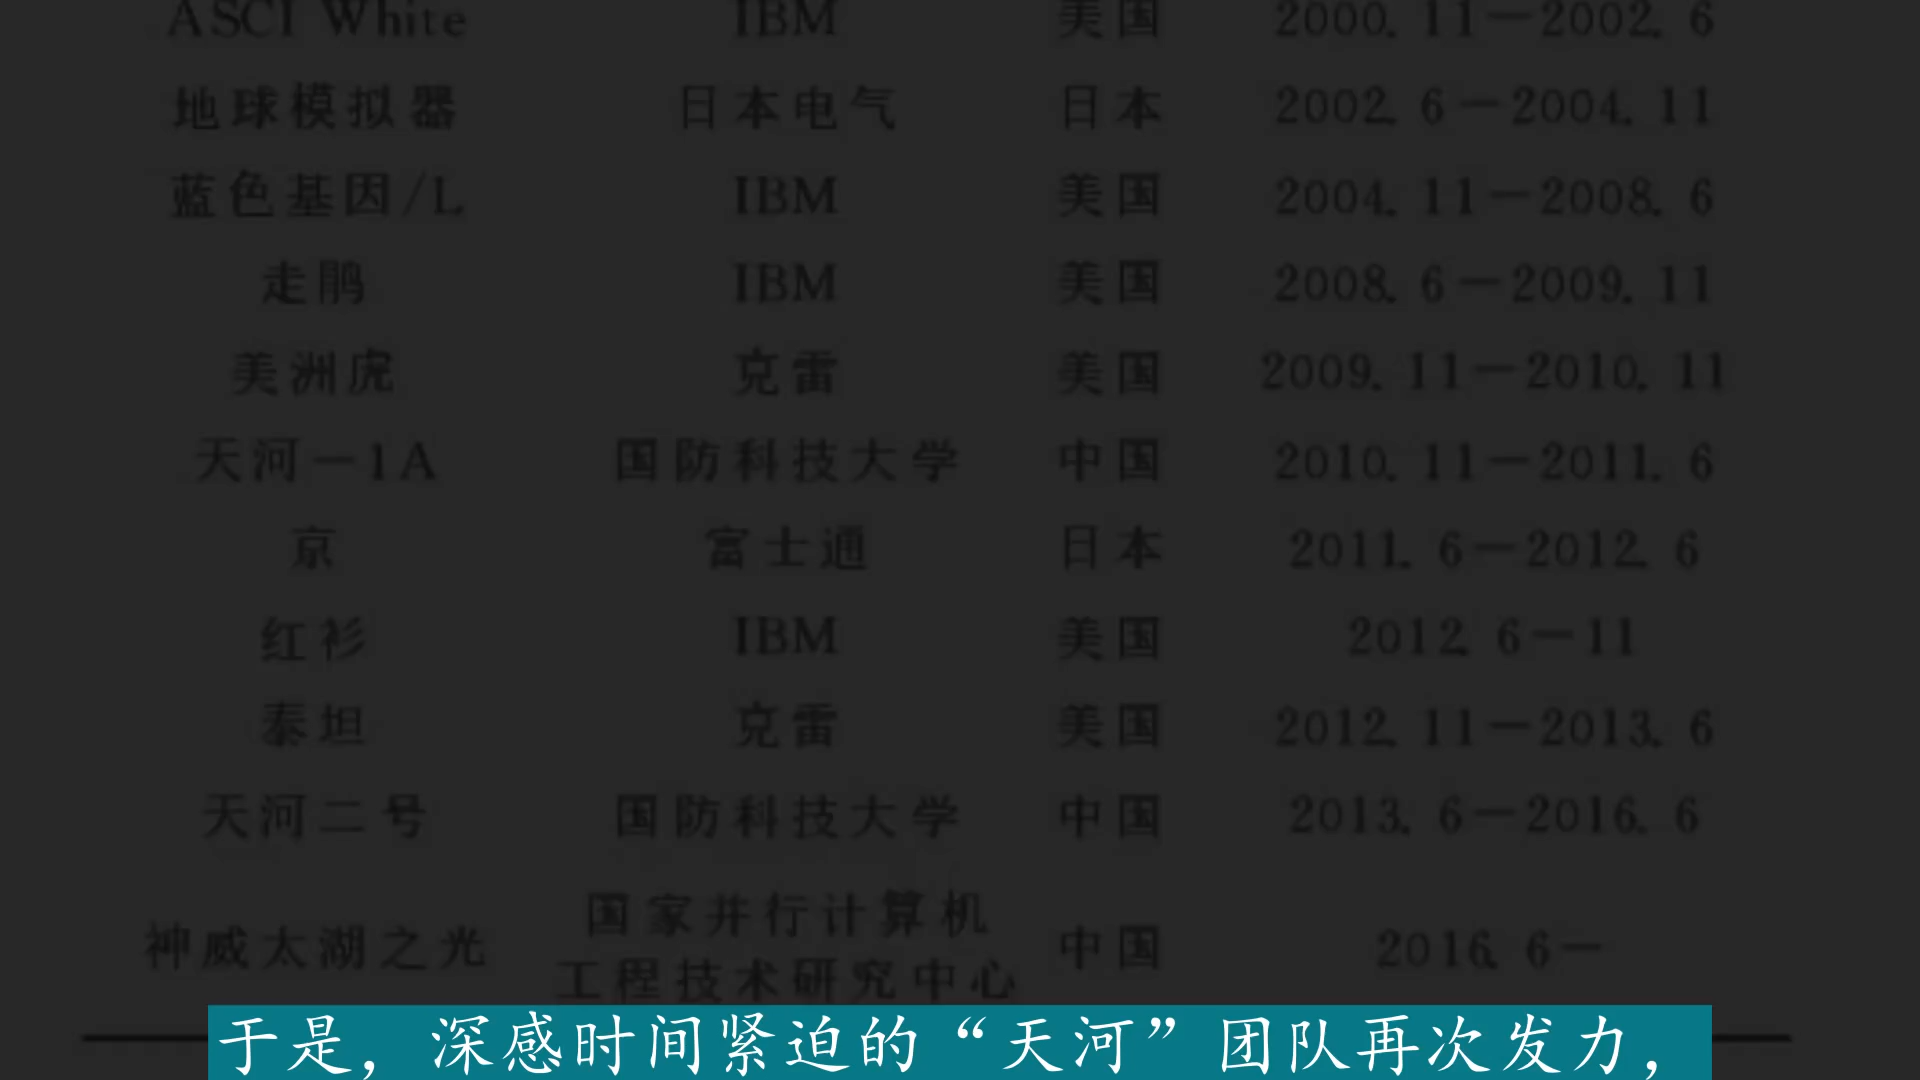 ASCI White IBM 美国 2000.11—2002.6
地球模拟器 日本电气 日本 2002.6—2004.11
蓝色基因/L IBM 美国 2004.11—2008.6
走鹃 IBM 美国 2008.6—2009.11
美洲虎 克雷 美国 2009.11—2010.11
天河—1A 国防科技大学 中国 2010.11—2011.6
京 富士通 日本 2011.6—2012.6
红杉 IBM 美国 2012.6—11
泰坦 克雷 美国 2012.11—2013.6
天河二号 国防科技大学 中国 2013.6—2016.6
神威太湖之光 国家并行计算机 中国 2016.6—
工程技术研究中心
于是，深感时间紧迫的“天河”团队再次发力，